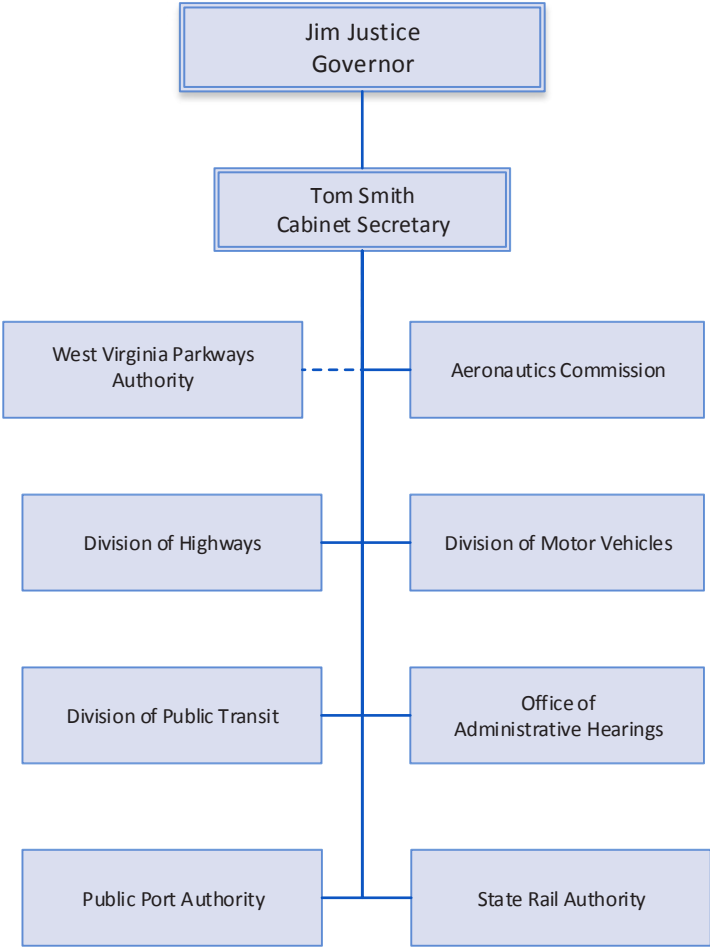 Jim Justice
Governor
Tom Smith
Cabinet Secretary
West Virginia Parkways
Authority
Aeronautics Commission
Division of Highways
Division of Motor Vehicles
Division of Public Transit
Office of
Administrative Hearings
Public Port Authority
State Rail Authority